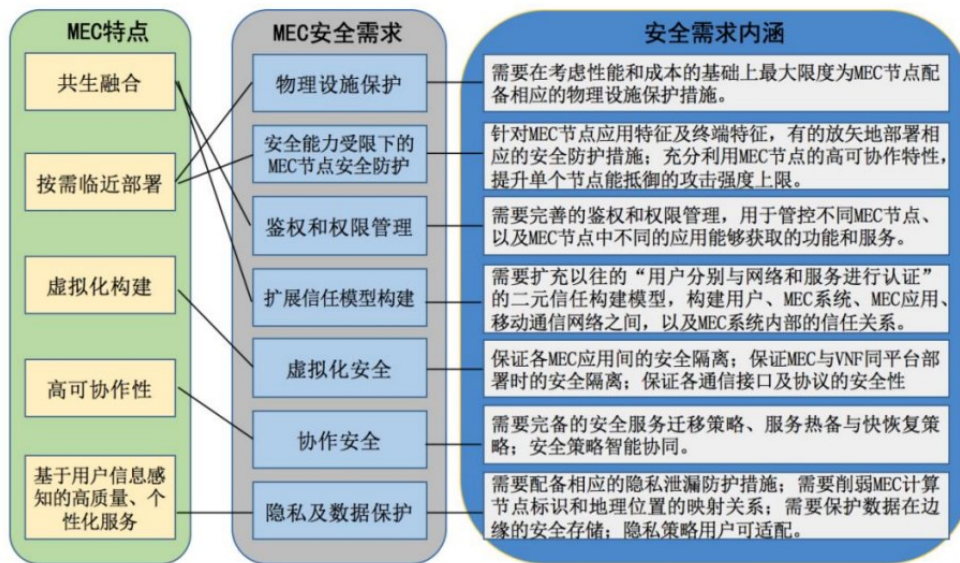 MEC特点
共生融合
按需临近部署
虚拟化构建
高可协作性
基于用户信息感
知的高质量、个
性化服务
MEC安全需求
物理设施保护
安全能力受限下的
MEC节点安全防护
鉴权和权限管理
扩展信任模型构建
虚拟化安全
协作安全
隐私及数据保护
安全需求内涵
需要在考虑性能和成本的基础上最大限度为MEC节点配
备相应的物理设施保护措施。
针对MEC节点应用特征及终端特征，有的放矢地部署相
应的安全防护措施；充分利用MEC节点的高可协作特性，
提升单个节点能抵御的攻击强度上限。
需要完善的鉴权和权限管理，用于管控不同MEC节点、
以及MEC节点中不同的应用能够获取的功能和服务。
需要扩充以往的“用户分别与网络和服务进行认证”
的二元信任构建模型，构建用户、MEC系统、MEC应用、
移动通信网络之间，以及MEC系统内部的信任关系。
保证各MEC应用间的安全隔离；保证MEC与VNF同平台部
署时的安全隔离；保证各通信接口及协议的安全性
需要完备的安全服务迁移策略、服务热备与快恢复策
略；安全策略智能协同。
需要配备相应的隐私泄漏防护措施；需要削弱MEC计算
节点标识和地理位置的映射关系；需要保护数据在边
缘的安全存储；隐私策略用户可适配。